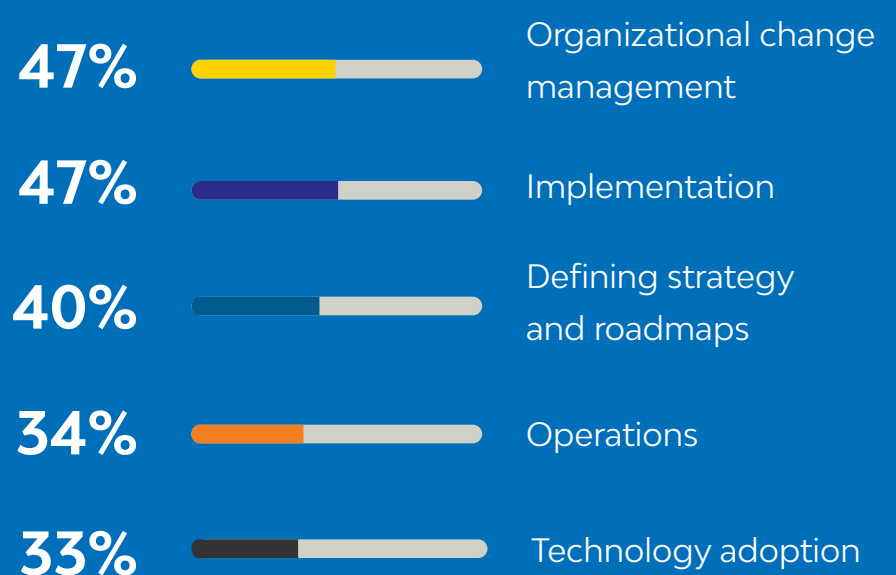 47%
Organizational change
management
47%
Implementation
40%
Defining strategy
and roadmaps
34%
Operations
33%
Technology adoption